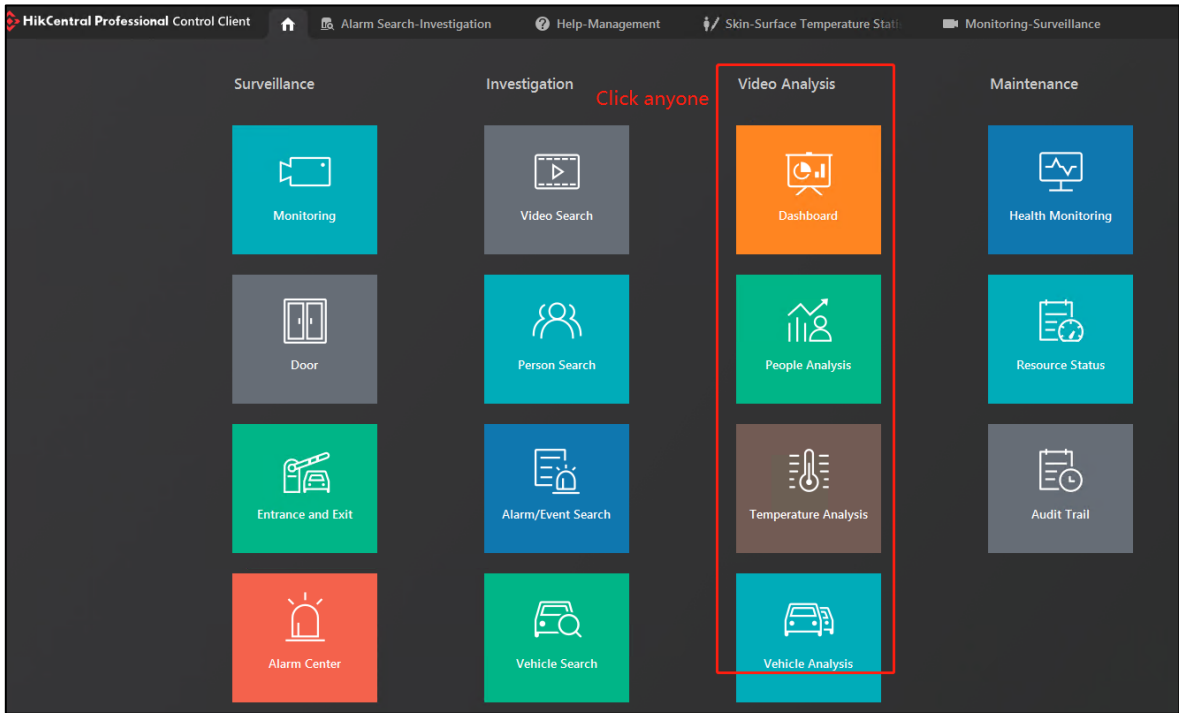 HikCentral Professional Control Client
Alarm Search-Investigation
Help-Management
Skin-Surface Temperature
Monitoring-Surveillance
Surveillance
Investigation
Click anyone
Video Analysis
Maintenance
Monitoring
Video Search
Dashboard
Health Monitoring
Door
Person Search
People Analysis
Resource Status
Entrance and Exit
Alarm/Event Search
Temperature Analysis
Audit Trail
Alarm Center
Vehicle Search
Vehicle Analysis